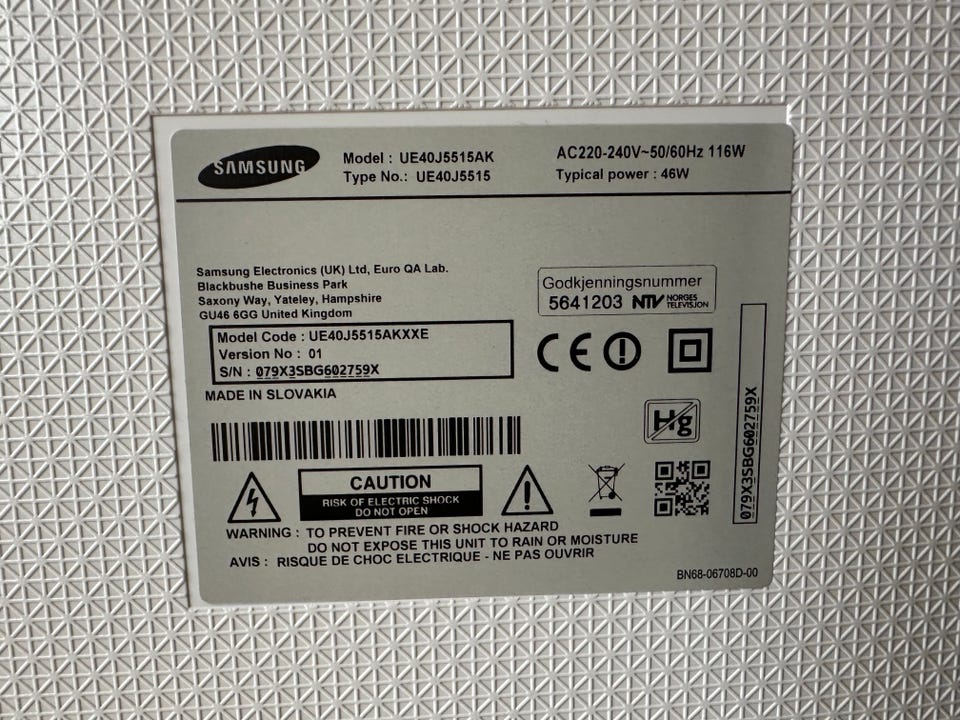 SAMSUNG
Model : UE40J5515AK
Type No.: UE40J5515
AC220-240V~50/60Hz 116W
Typical power : 46W
Samsung Electronics (UK) Ltd, Euro QA Lab.
Blackbushe Business Park
Saxony Way, Yateley, Hampshire
GU46 6GG United Kingdom
Godkjenningsnummer
5641203 NTV NORGES TELEVISJON
Model Code : UE40J5515AKXXE
Version No : 01
S/N : 079X3SBG602759X
MADE IN SLOVAKIA
CE
Hg
079X3SBG602759X
CAUTION
RISK OF ELECTRIC SHOCK
DO NOT OPEN
WARNING : TO PREVENT FIRE OR SHOCK HAZARD
DO NOT EXPOSE THIS UNIT TO RAIN OR MOISTURE
AVIS : RISQUE DE CHOC ELECTRIQUE - NE PAS OUVRIR
BN68-06708D-00